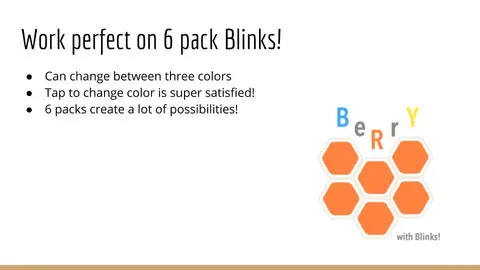 Work perfect on 6 pack Blinks!
● Can change between three colors
● Tap to change color is super satisfied!
● 6 packs create a lot of possibilities!
BeRrY
with Blinks!